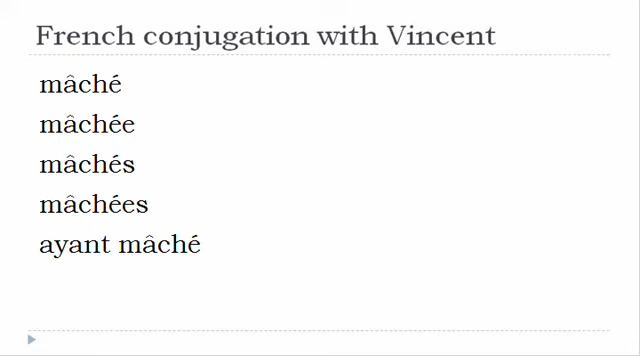 French conjugation with Vincent
mâché
mâchée
mâchés
mâchées
ayant mâché